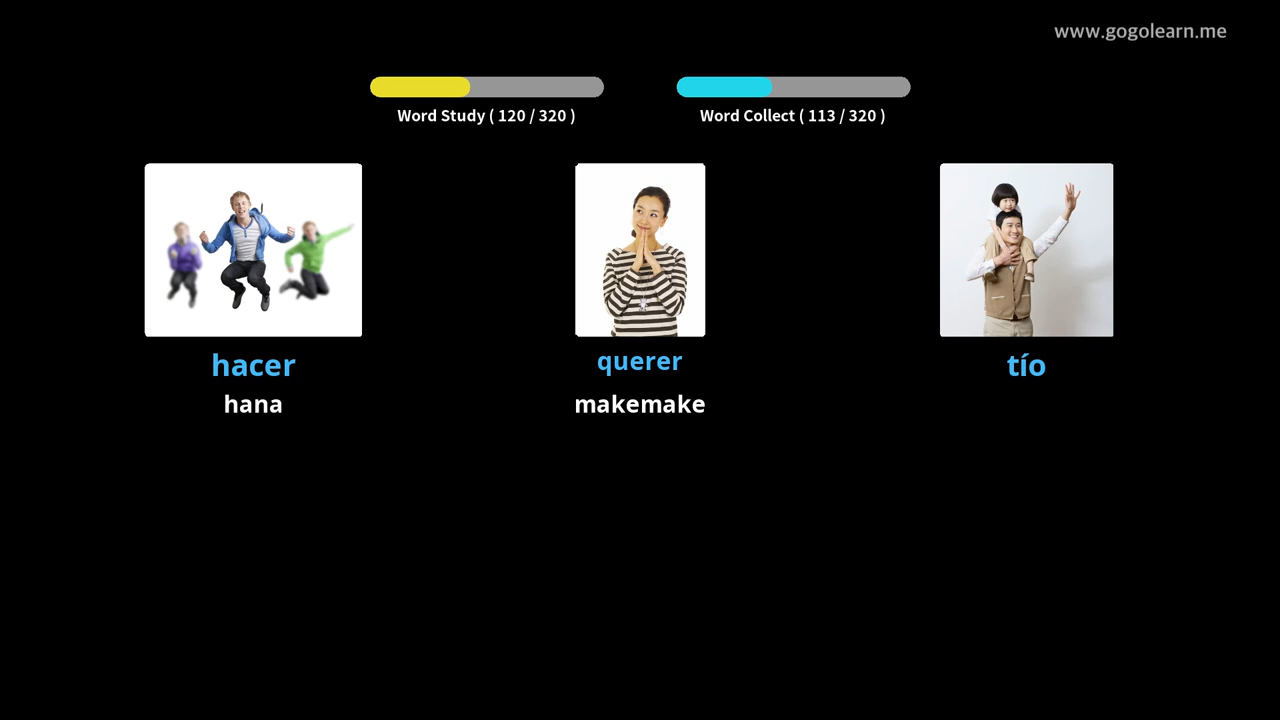 www.gogolearn.me
Word Study ( 120 / 320 )
Word Collect ( 113 / 320 )
hacer
hana
querer
makemake
tío